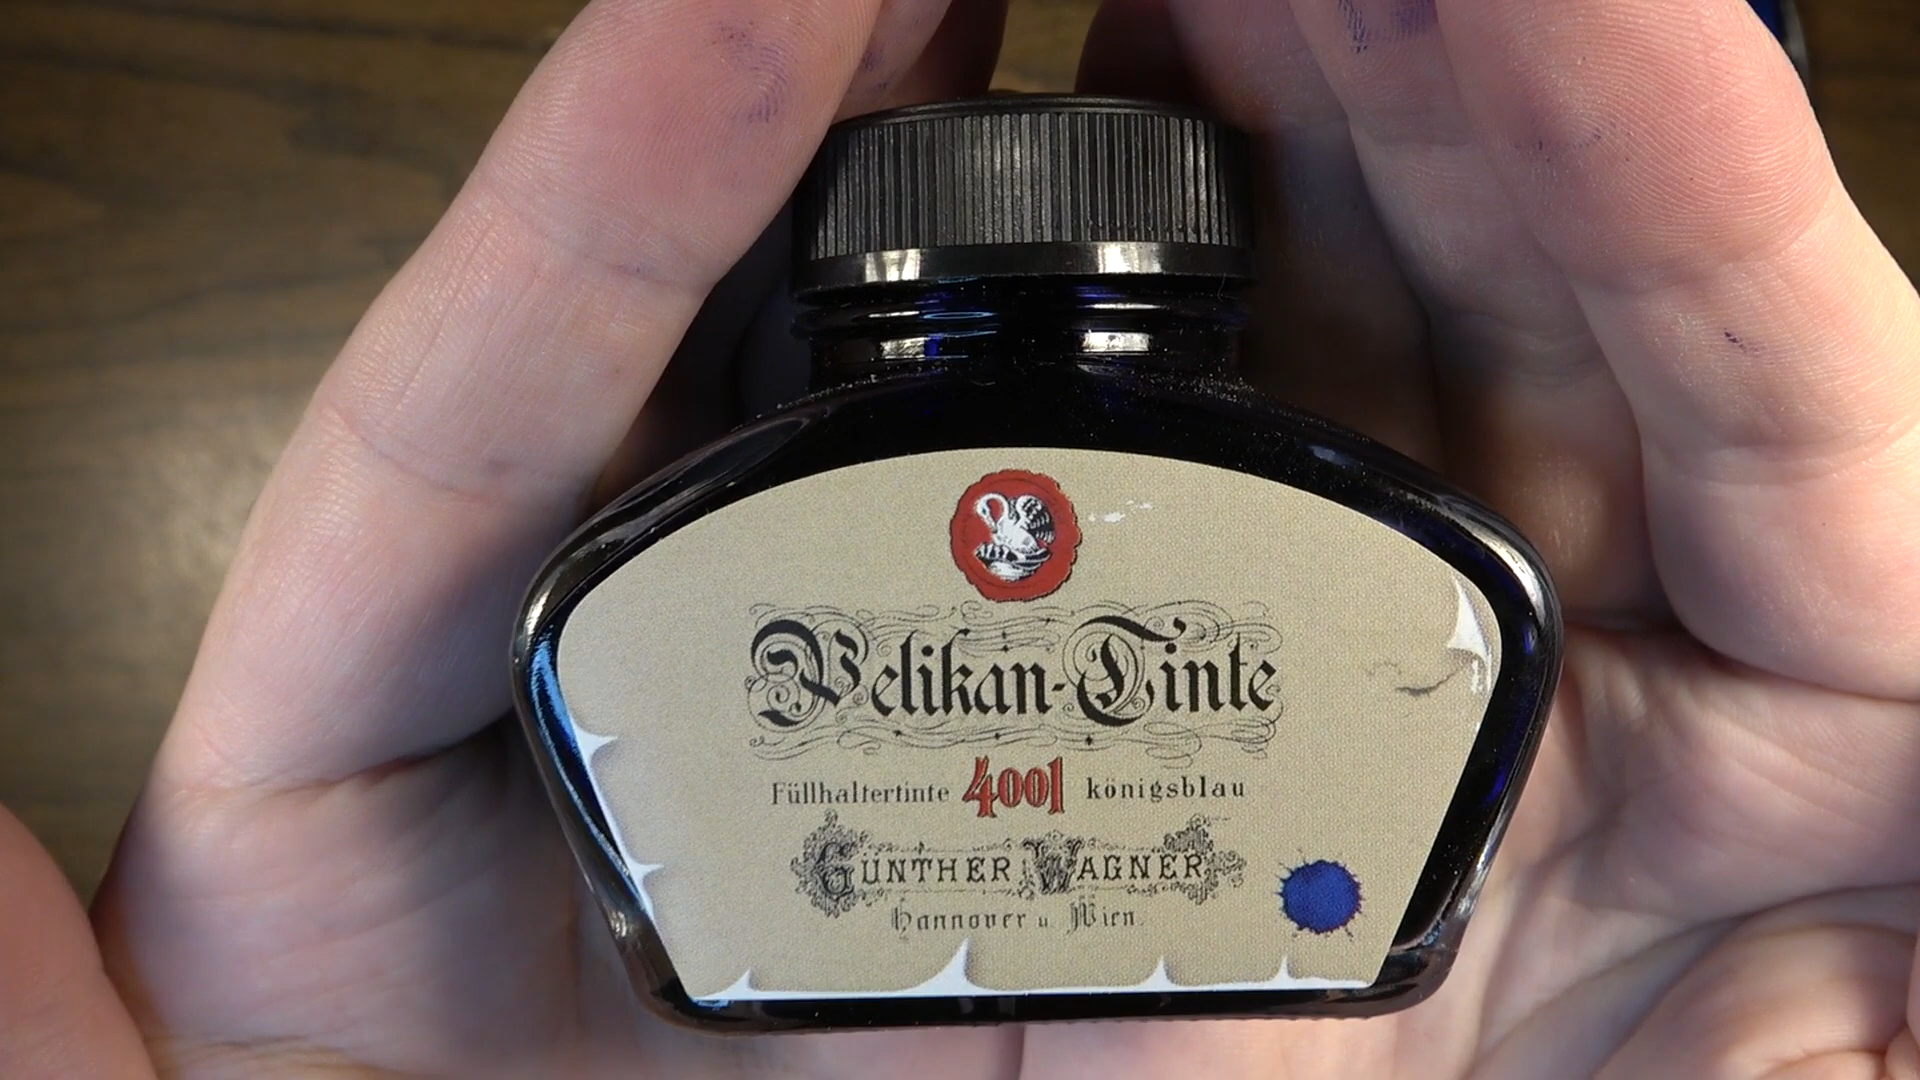 Pelikan-Tinte
Füllhaltertinte 4001 königsblau
GÜNTHER WAGNER
Hannover u. Wien.